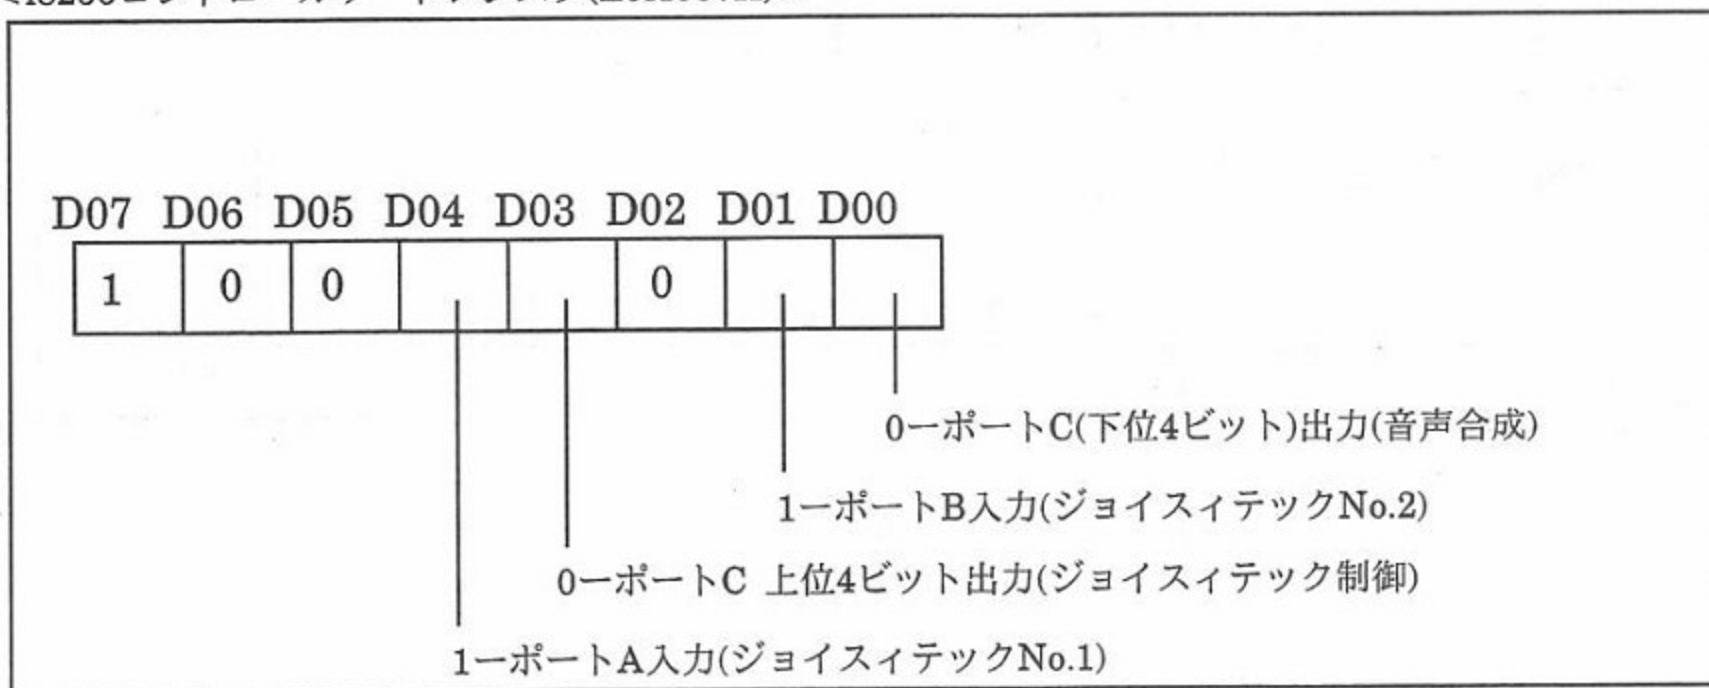 D07 D06 D05 D04 D03 D02 D01 D00
1 0 0 0
0ーポートC(下位4ビット)出力(音声合成)
1ーポートB入力(ジョイスィテックNo.2)
0ーポートC 上位4ビット出力(ジョイスィテック制御)
1ーポートA入力(ジョイスィテックNo.1)